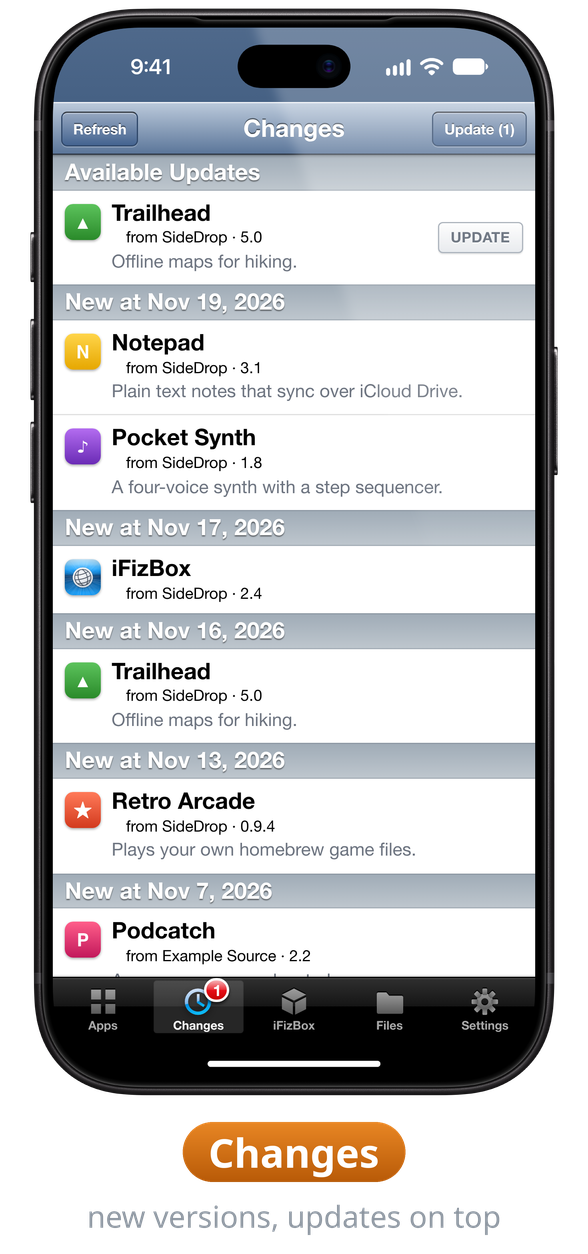 9:41
Refresh
Changes
Update (1)
Available Updates
Trailhead
from SideDrop · 5.0
UPDATE
Offline maps for hiking.
New at Nov 19, 2026
N
Notepad
from SideDrop · 3.1
Plain text notes that sync over iCloud Drive.
Pocket Synth
from SideDrop · 1.8
A four-voice synth with a step sequencer.
New at Nov 17, 2026
iFizBox
from SideDrop · 2.4
New at Nov 16, 2026
Trailhead
from SideDrop · 5.0
Offline maps for hiking.
New at Nov 13, 2026
Retro Arcade
from SideDrop · 0.9.4
Plays your own homebrew game files.
New at Nov 7, 2026
P
Podcatch
from Example Source · 2.2
1
Apps
Changes
iFizBox
Files
Settings
Changes
new versions, updates on top